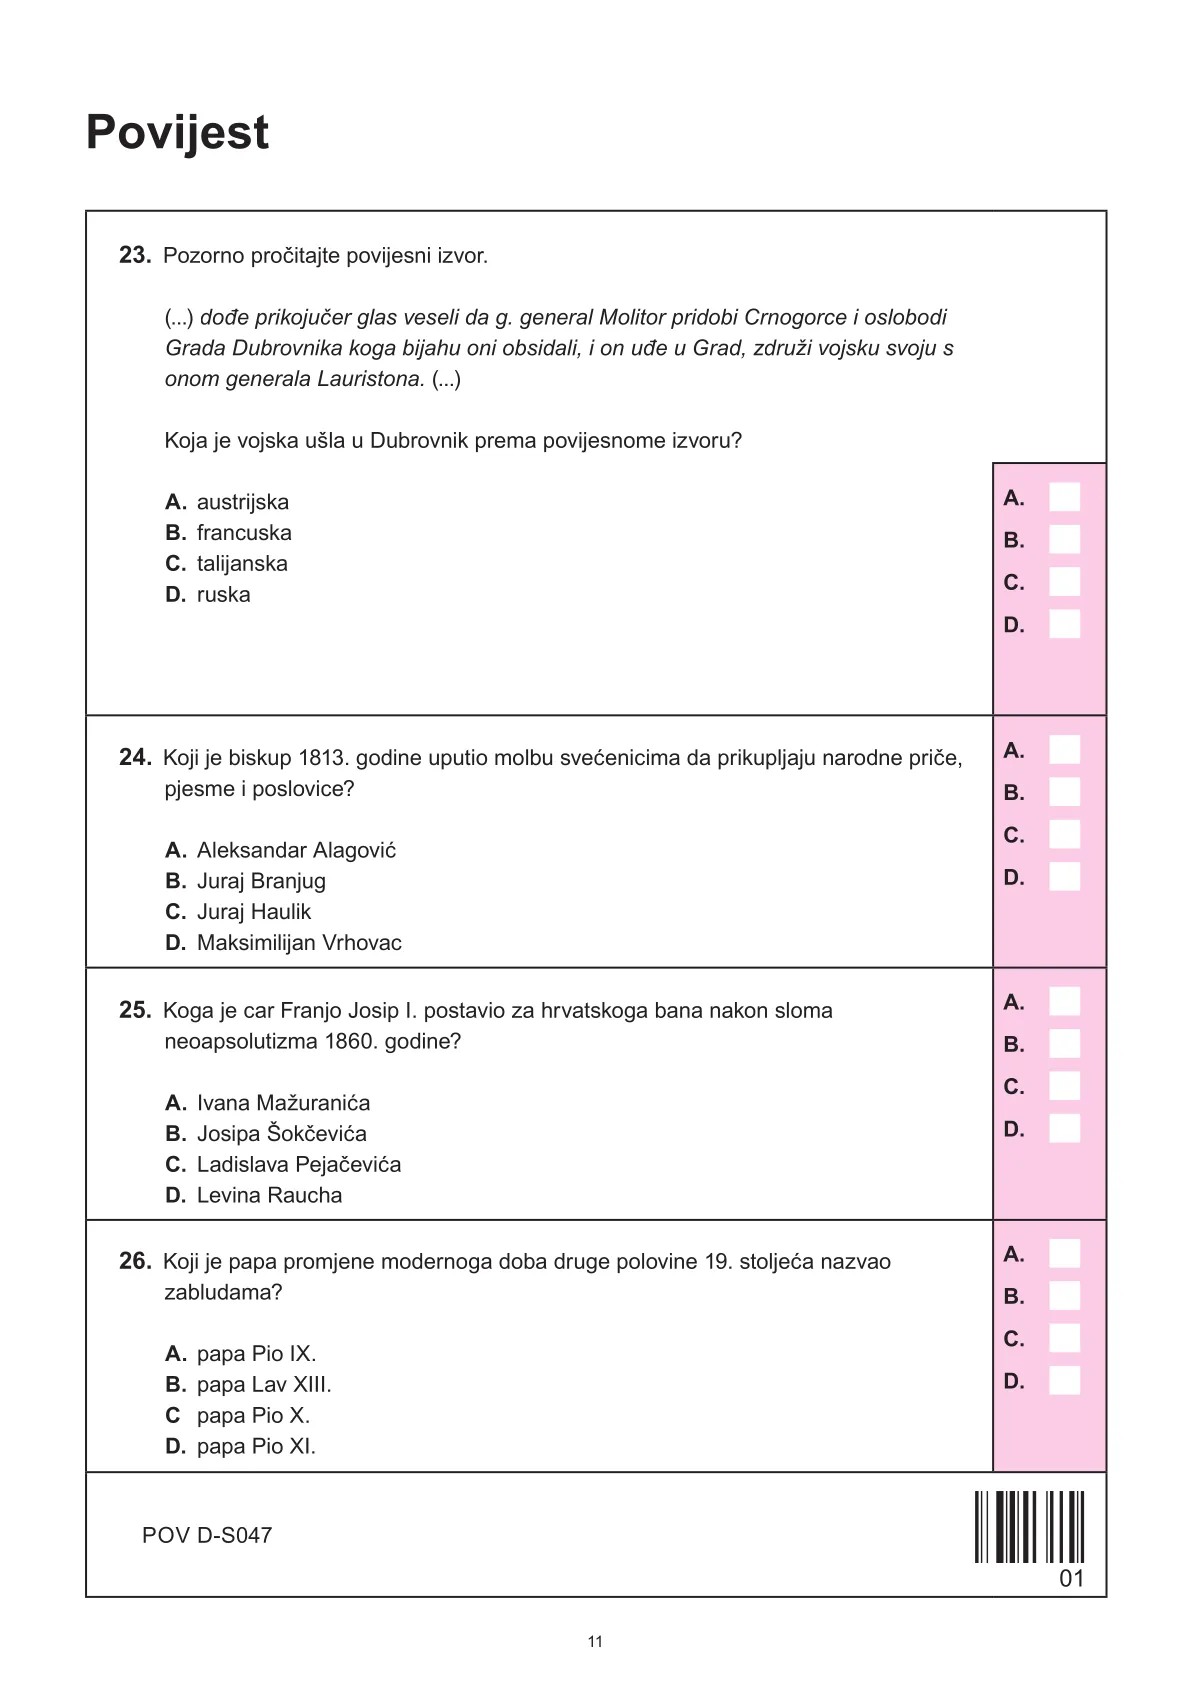 Povijest
23. Pozorno pročitajte povijesni izvor.
(...) dođe prikojučer glas veseli da g. general Molitor pridobi Crnogorce i oslobodi
Grada Dubrovnika koga bijahu oni obsidali, i on uđe u Grad, združi vojsku svoju s
onom generala Lauristona. (...)
Koja je vojska ušla u Dubrovnik prema povijesnome izvoru?
A. austrijska
B. francuska
C. talijanska
D. ruska
A.
B.
C.
D.
24. Koji je biskup 1813. godine uputio molbu svećenicima da prikupljaju narodne priče,
pjesme i poslovice?
A. Aleksandar Alagović
B. Juraj Branjug
C. Juraj Haulik
D. Maksimilijan Vrhovac
A.
B.
C.
D.
25. Koga je car Franjo Josip I. postavio za hrvatskoga bana nakon sloma
neoapsolutizma 1860. godine?
A. Ivana Mažuranića
B. Josipa Šokčevića
C. Ladislava Pejačevića
D. Levina Raucha
A.
B.
C.
D.
26. Koji je papa promjene modernoga doba druge polovine 19. stoljeća nazvao
zabludama?
A. papa Pio IX.
B. papa Lav XIII.
C papa Pio X.
D. papa Pio XI.
A.
B.
C.
D.
POV D-S047
01
11